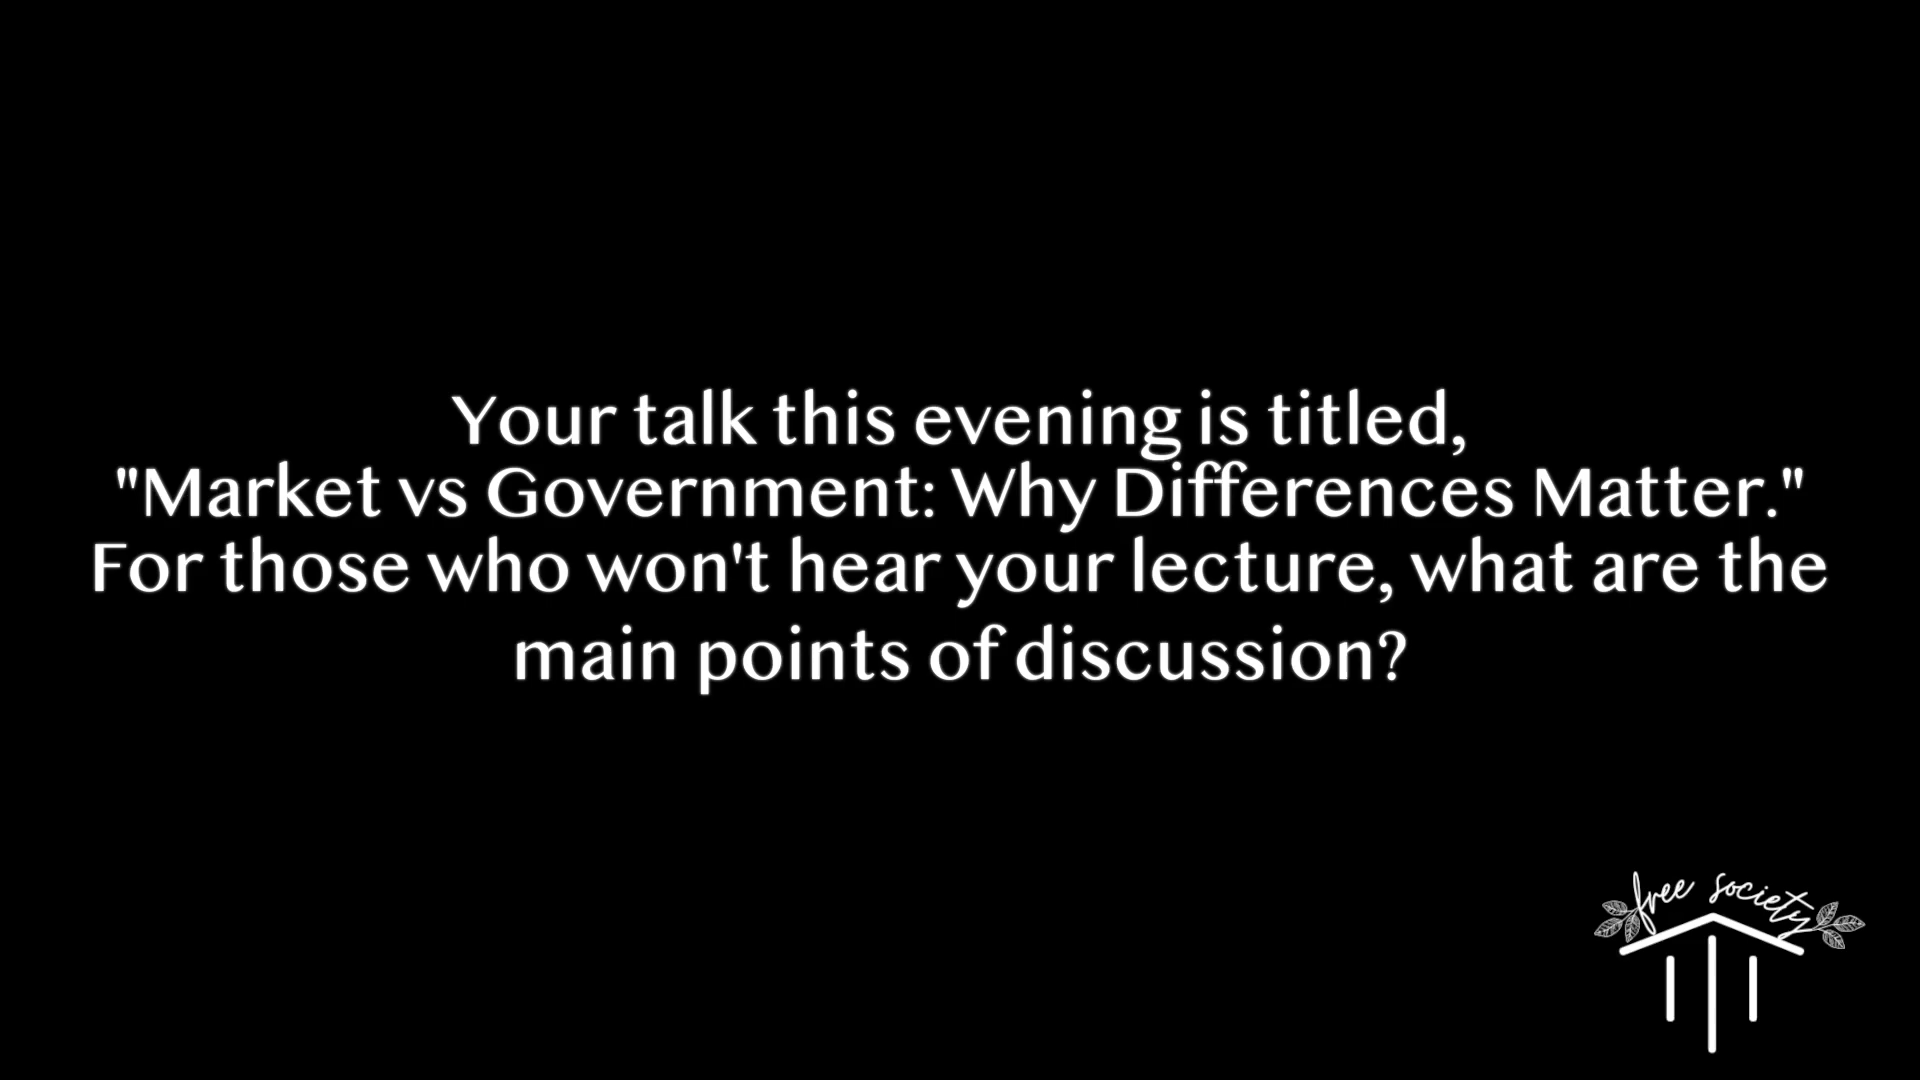 Your talk this evening is titled,
"Market vs Government: Why Differences Matter."
For those who won't hear your lecture, what are the
main points of discussion?
free society